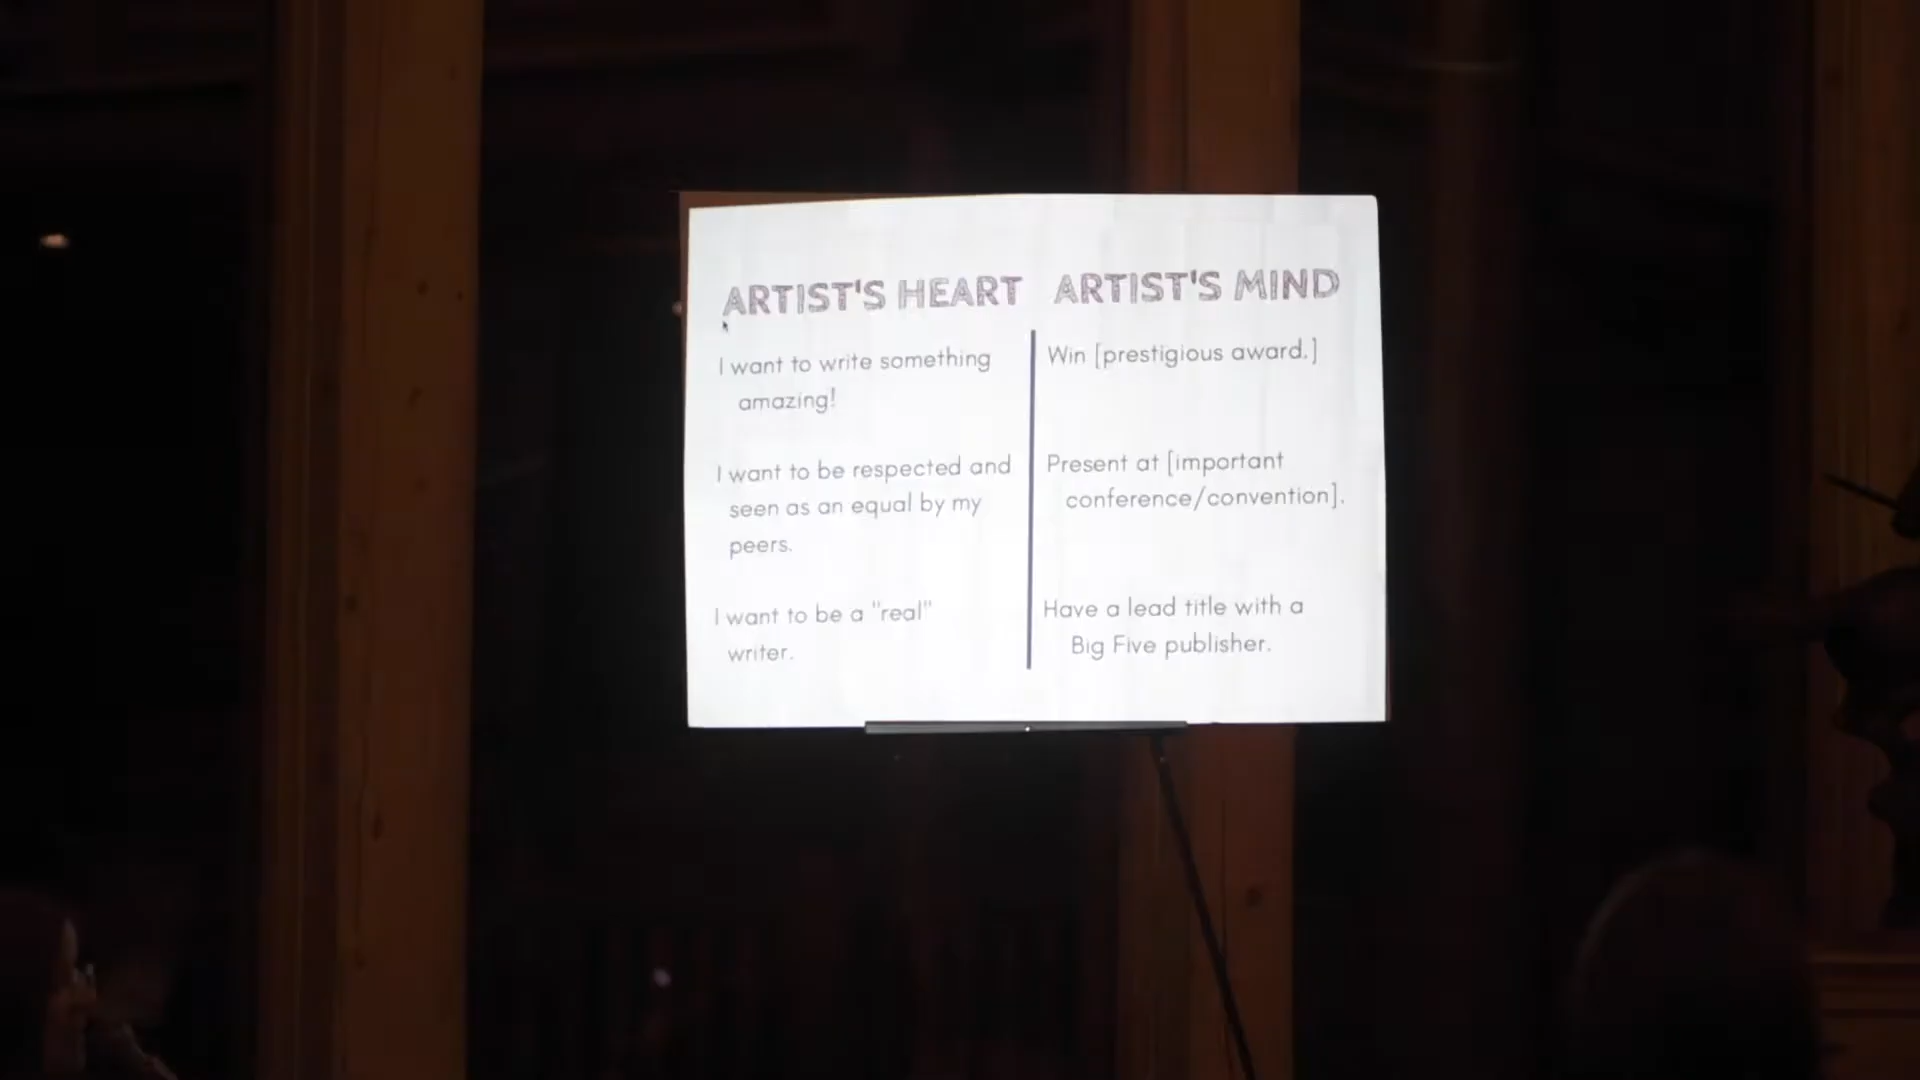 ARTIST'S HEART
I want to write something
amazing!
I want to be respected and
seen as an equal by my
peers.
I want to be a "real"
writer.
ARTIST'S MIND
Win [prestigious award.]
Present at [important
conference/convention].
Have a lead title with a
Big Five publisher.